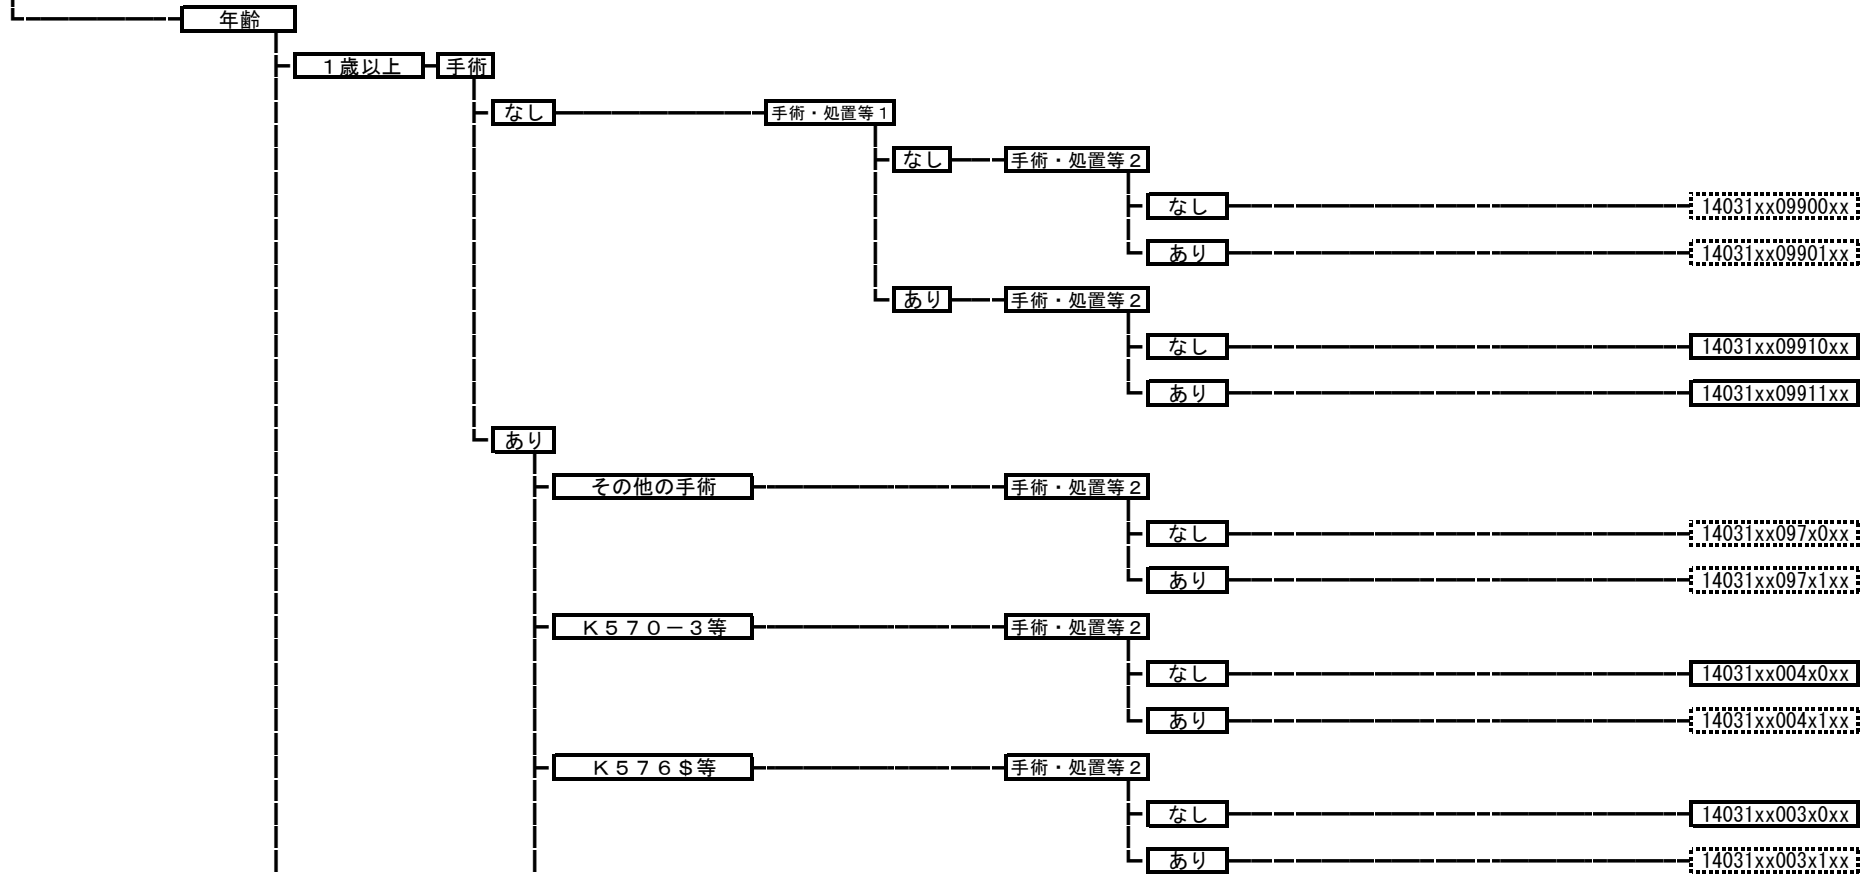 年齢
１歳以上 手術
なし 手術・処置等１
なし 手術・処置等２
なし 14031xx09900xx
あり 14031xx09901xx
あり 手術・処置等２
なし 14031xx09910xx
あり 14031xx09911xx
あり
その他の手術 手術・処置等２
なし 14031xx097x0xx
あり 14031xx097x1xx
Ｋ５７０－３等 手術・処置等２
なし 14031xx004x0xx
あり 14031xx004x1xx
Ｋ５７６＄等 手術・処置等２
なし 14031xx003x0xx
あり 14031xx003x1xx